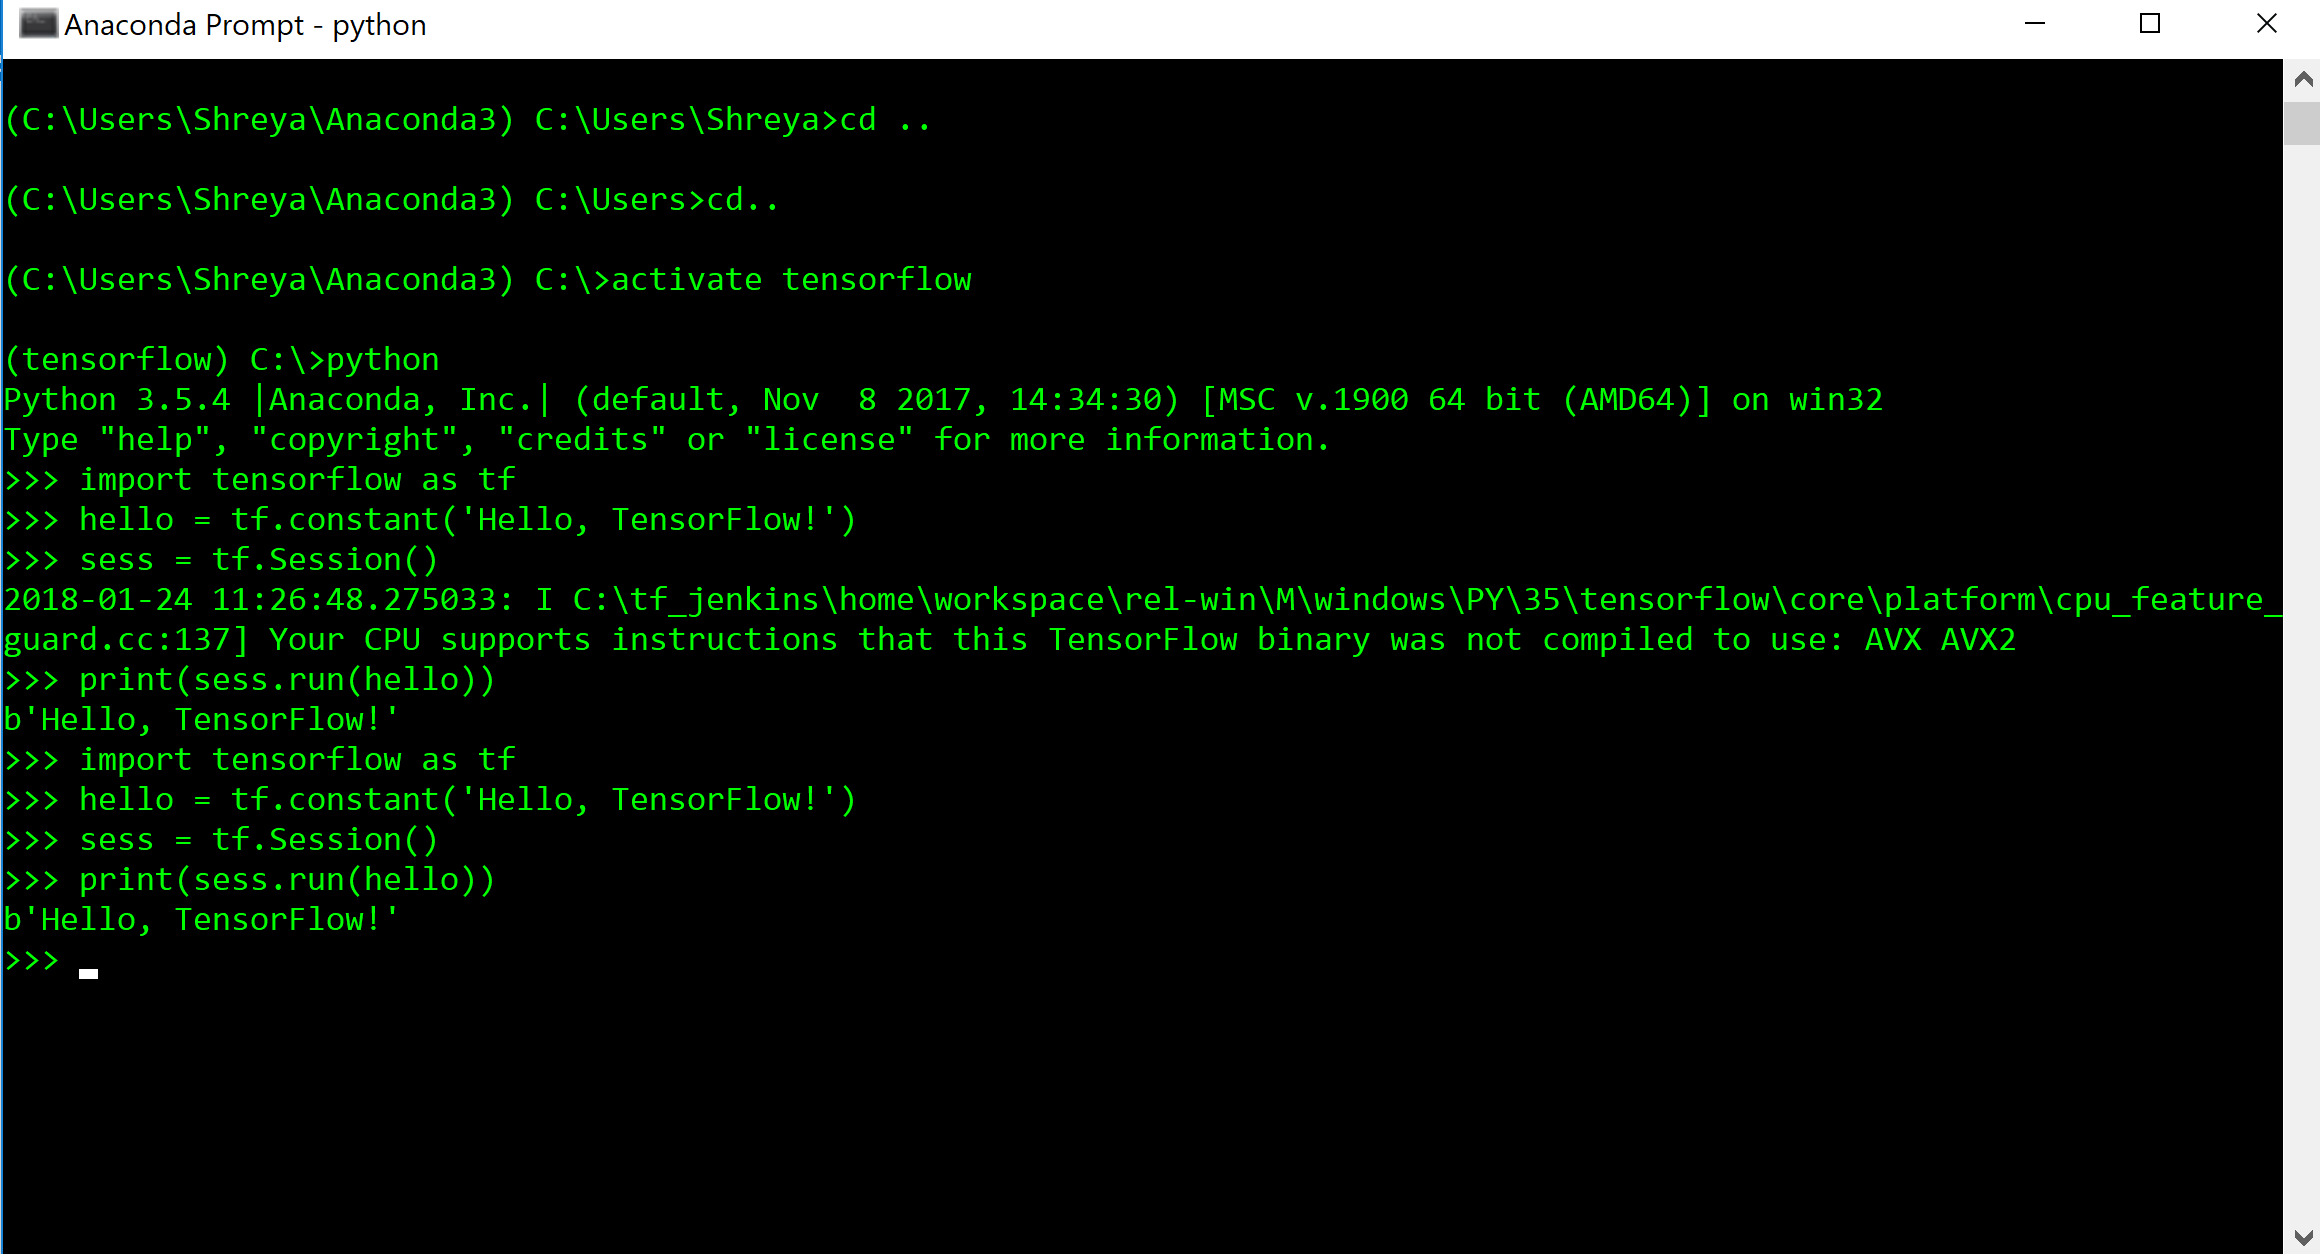 Anaconda Prompt - python
(C:\Users\Shreya\Anaconda3) C:\Users\Shreya>cd ..
(C:\Users\Shreya\Anaconda3) C:\Users>cd..
(C:\Users\Shreya\Anaconda3) C:\>activate tensorflow
(tensorflow) C:\>python
Python 3.5.4 |Anaconda, Inc.| (default, Nov  8 2017, 14:34:30) [MSC v.1900 64 bit (AMD64)] on win32
Type "help", "copyright", "credits" or "license" for more information.
>>> import tensorflow as tf
>>> hello = tf.constant('Hello, TensorFlow!')
>>> sess = tf.Session()
2018-01-24 11:26:48.275033: I C:\tf_jenkins\home\workspace\rel-win\M\windows\PY\35\tensorflow\core\platform\cpu_feature_
guard.cc:137] Your CPU supports instructions that this TensorFlow binary was not compiled to use: AVX AVX2
>>> print(sess.run(hello))
b'Hello, TensorFlow!'
>>> import tensorflow as tf
>>> hello = tf.constant('Hello, TensorFlow!')
>>> sess = tf.Session()
>>> print(sess.run(hello))
b'Hello, TensorFlow!'
>>>